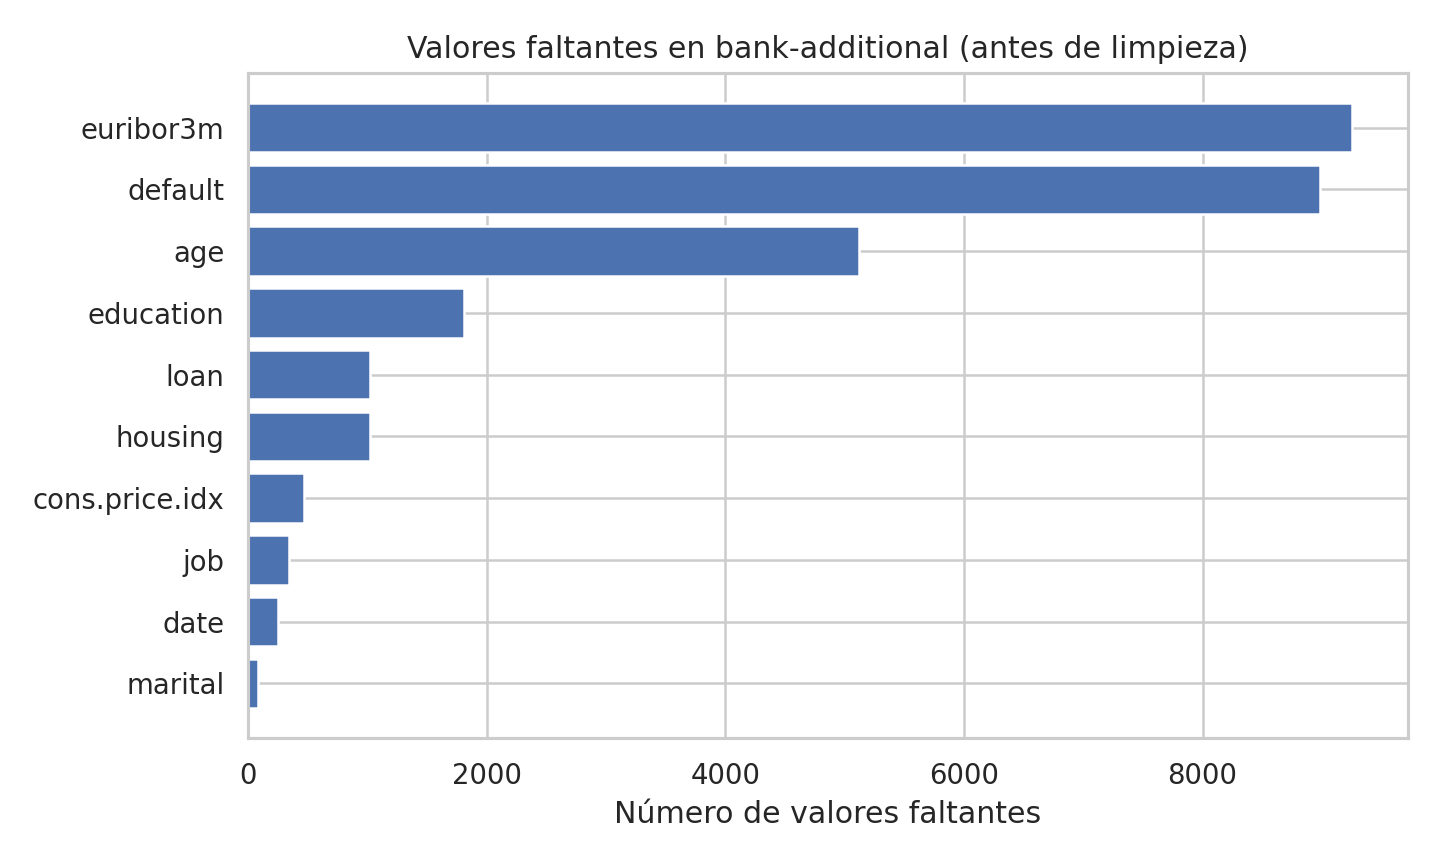 Valores faltantes en bank-additional (antes de limpieza)
euribor3m
default
age
education
loan
housing
cons.price.idx
job
date
marital
0 2000 4000 6000 8000
Número de valores faltantes